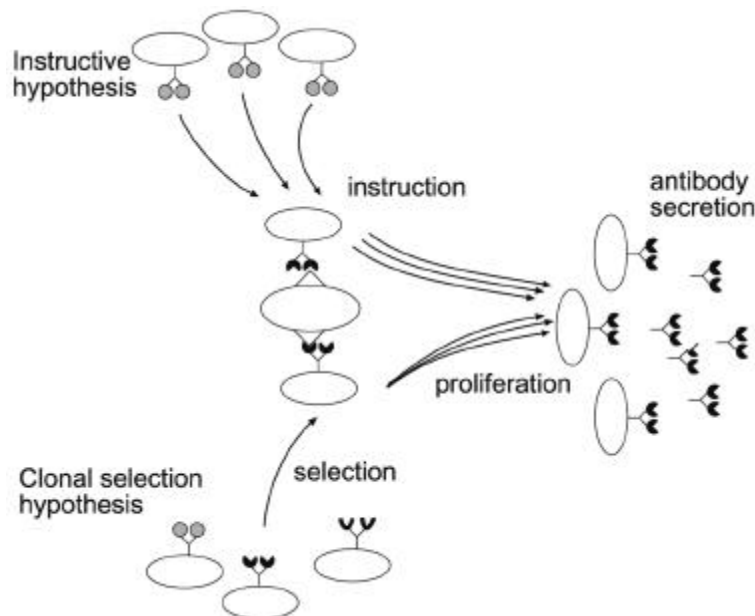 Instructive
hypothesis
instruction
antibody
secretion
proliferation
Clonal selection
hypothesis
selection